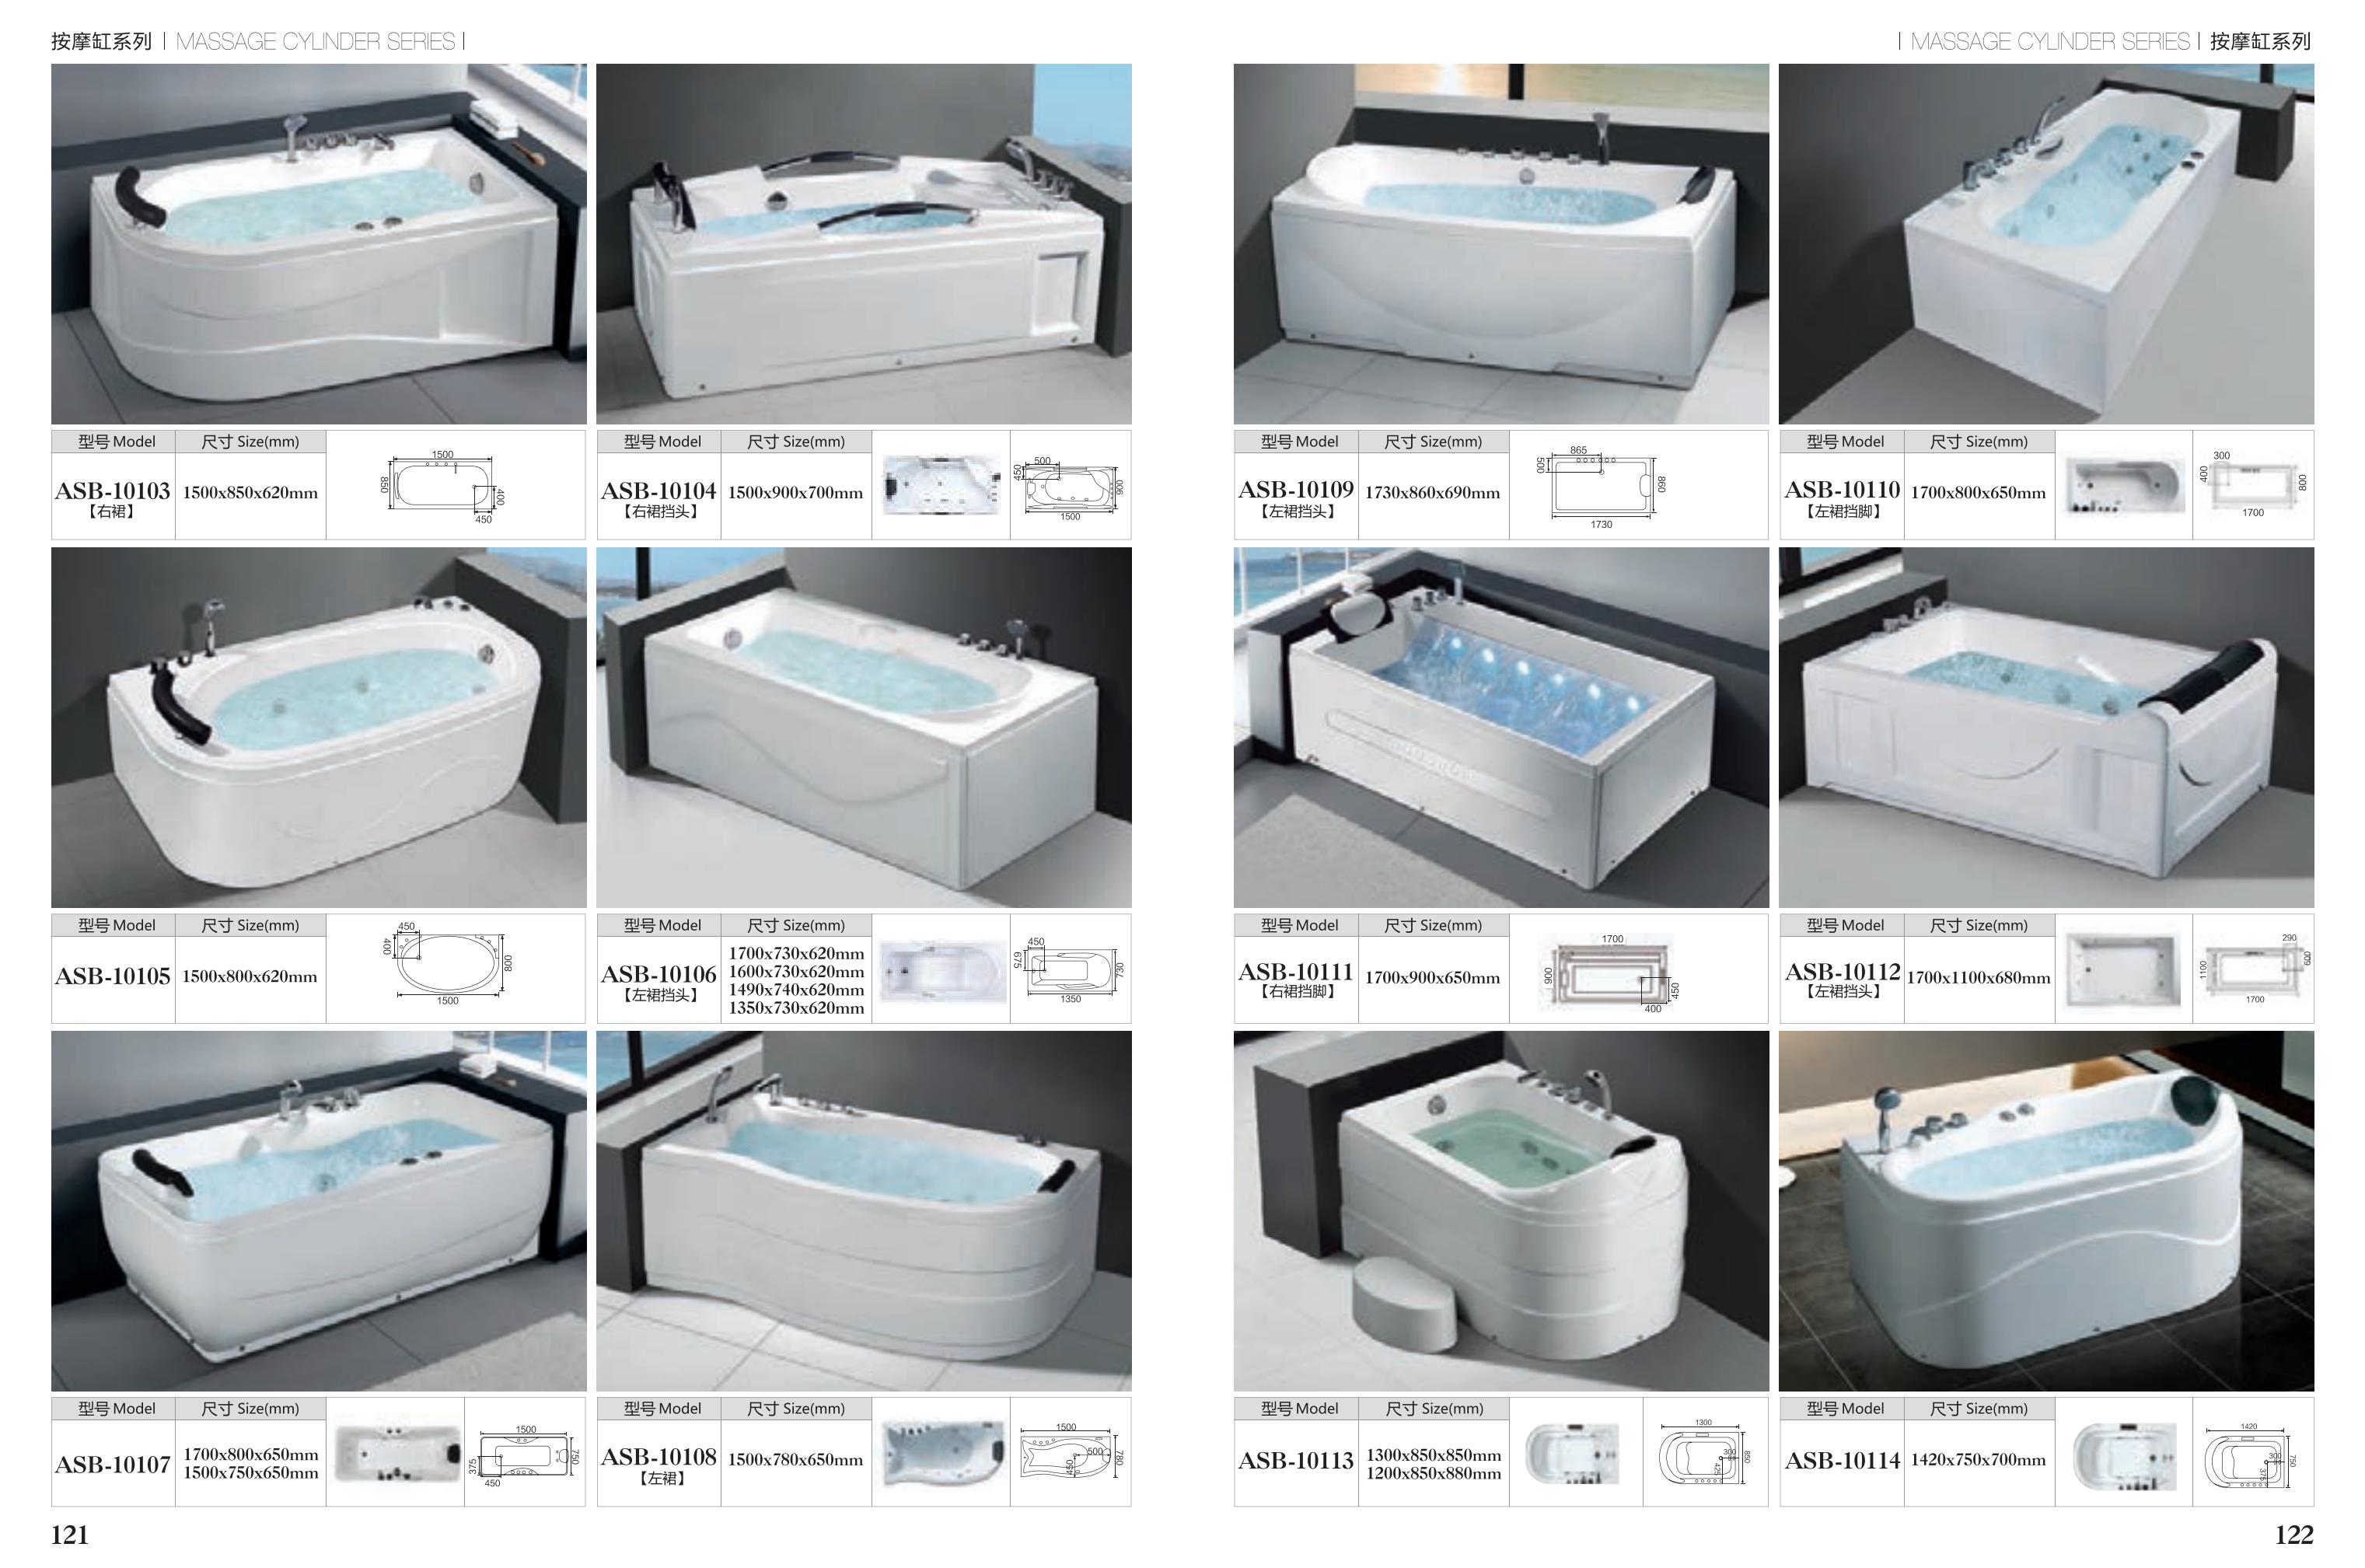 按摩缸系列 | MASSAGE CYLINDER SERIES |
| MASSAGE CYLINDER SERIES | 按摩缸系列
型号 Model 尺寸 Size(mm)
ASB-10103 1500x850x620mm
【右裙】
1500
850
400
450
型号 Model 尺寸 Size(mm)
ASB-10104 1500x900x700mm
【右裙挡头】
500
450
900
1500
型号 Model 尺寸 Size(mm)
ASB-10109 1730x860x690mm
【左裙挡头】
865
500
860
1730
型号 Model 尺寸 Size(mm)
ASB-10110 1700x800x650mm
【左裙挡脚】
300
400
800
1700
型号 Model 尺寸 Size(mm)
ASB-10105 1500x800x620mm
450
400
800
1500
型号 Model 尺寸 Size(mm)
1700x730x620mm
ASB-10106 1600x730x620mm
【左裙挡头】 1490x740x620mm
1350x730x620mm
450
675
730
1350
型号 Model 尺寸 Size(mm)
ASB-10111 1700x900x650mm
【右裙挡脚】
1700
900
450
400
型号 Model 尺寸 Size(mm)
ASB-10112 1700x1100x680mm
【左裙挡头】
290
600
1100
1700
型号 Model 尺寸 Size(mm)
ASB-10107 1700x800x650mm
1500x750x650mm
1500
750
375
450
型号 Model 尺寸 Size(mm)
ASB-10108 1500x780x650mm
【左裙】
1500
500
450
780
型号 Model 尺寸 Size(mm)
ASB-10113 1300x850x850mm
1200x850x880mm
1300
300
425
850
型号 Model 尺寸 Size(mm)
ASB-10114 1420x750x700mm
1420
300
375
750
121
122